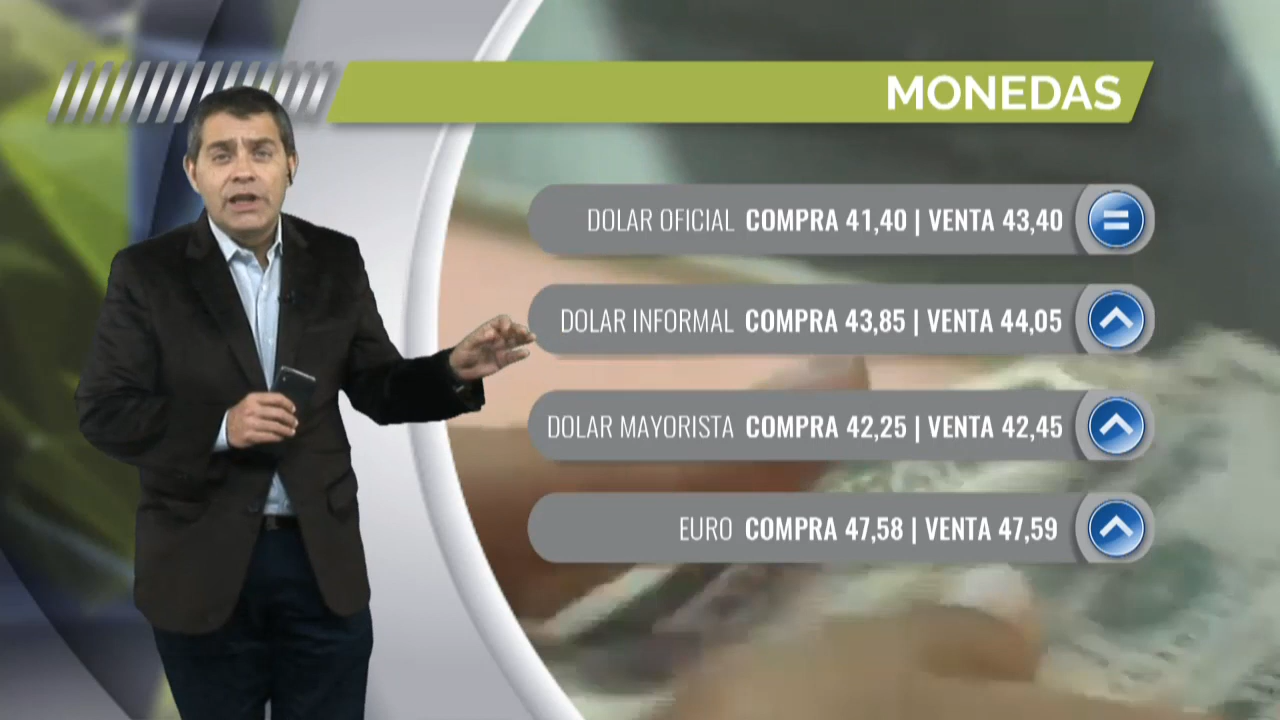 MONEDAS
DOLAR OFICIAL COMPRA 41,40 | VENTA 43,40
DOLAR INFORMAL COMPRA 43,85 | VENTA 44,05
DOLAR MAYORISTA COMPRA 42,25 | VENTA 42,45
EURO COMPRA 47,58 | VENTA 47,59